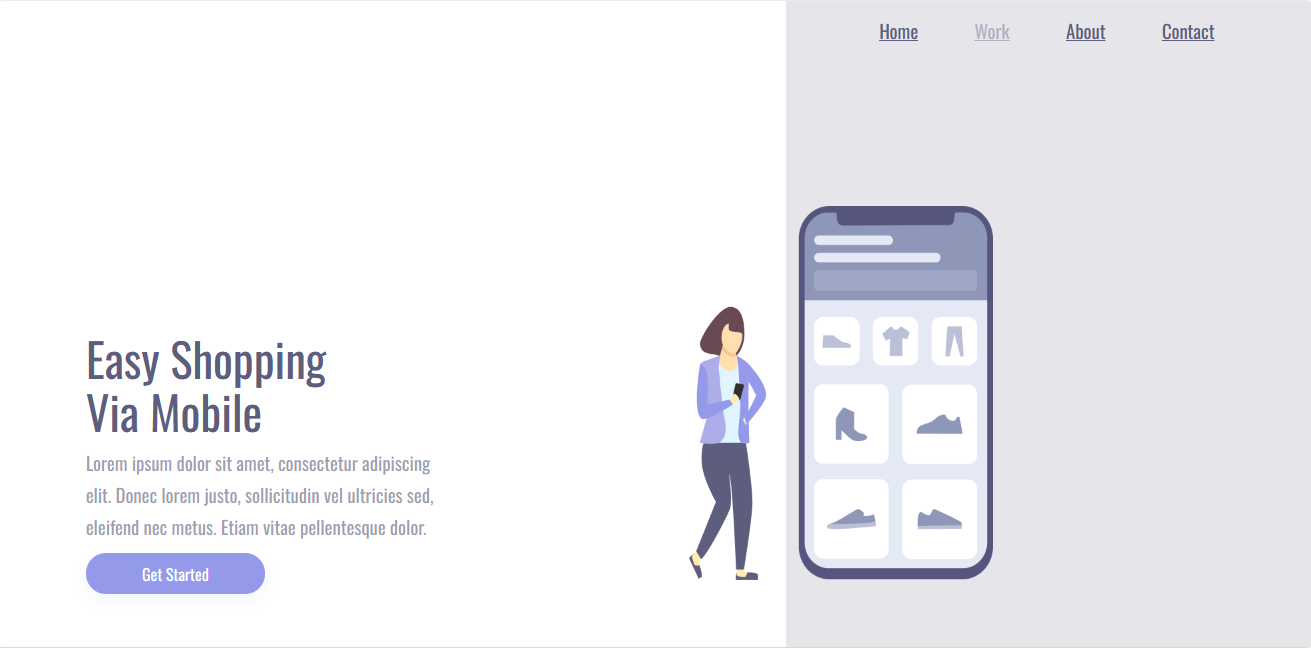 Home Work About Contact
Easy Shopping
Via Mobile
Lorem ipsum dolor sit amet, consectetur adipiscing
elit. Donec lorem justo, sollicitudin vel ultricies sed,
eleifend nec metus. Etiam vitae pellentesque dolor.
Get Started